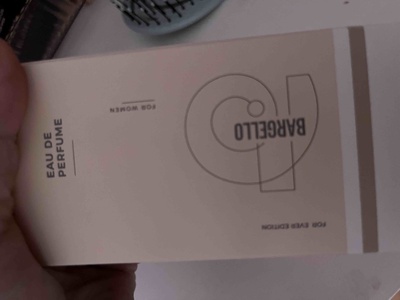 EAU DE
PERFUME
FOR WOMEN
BARGELLO
FOR EVER EDITION